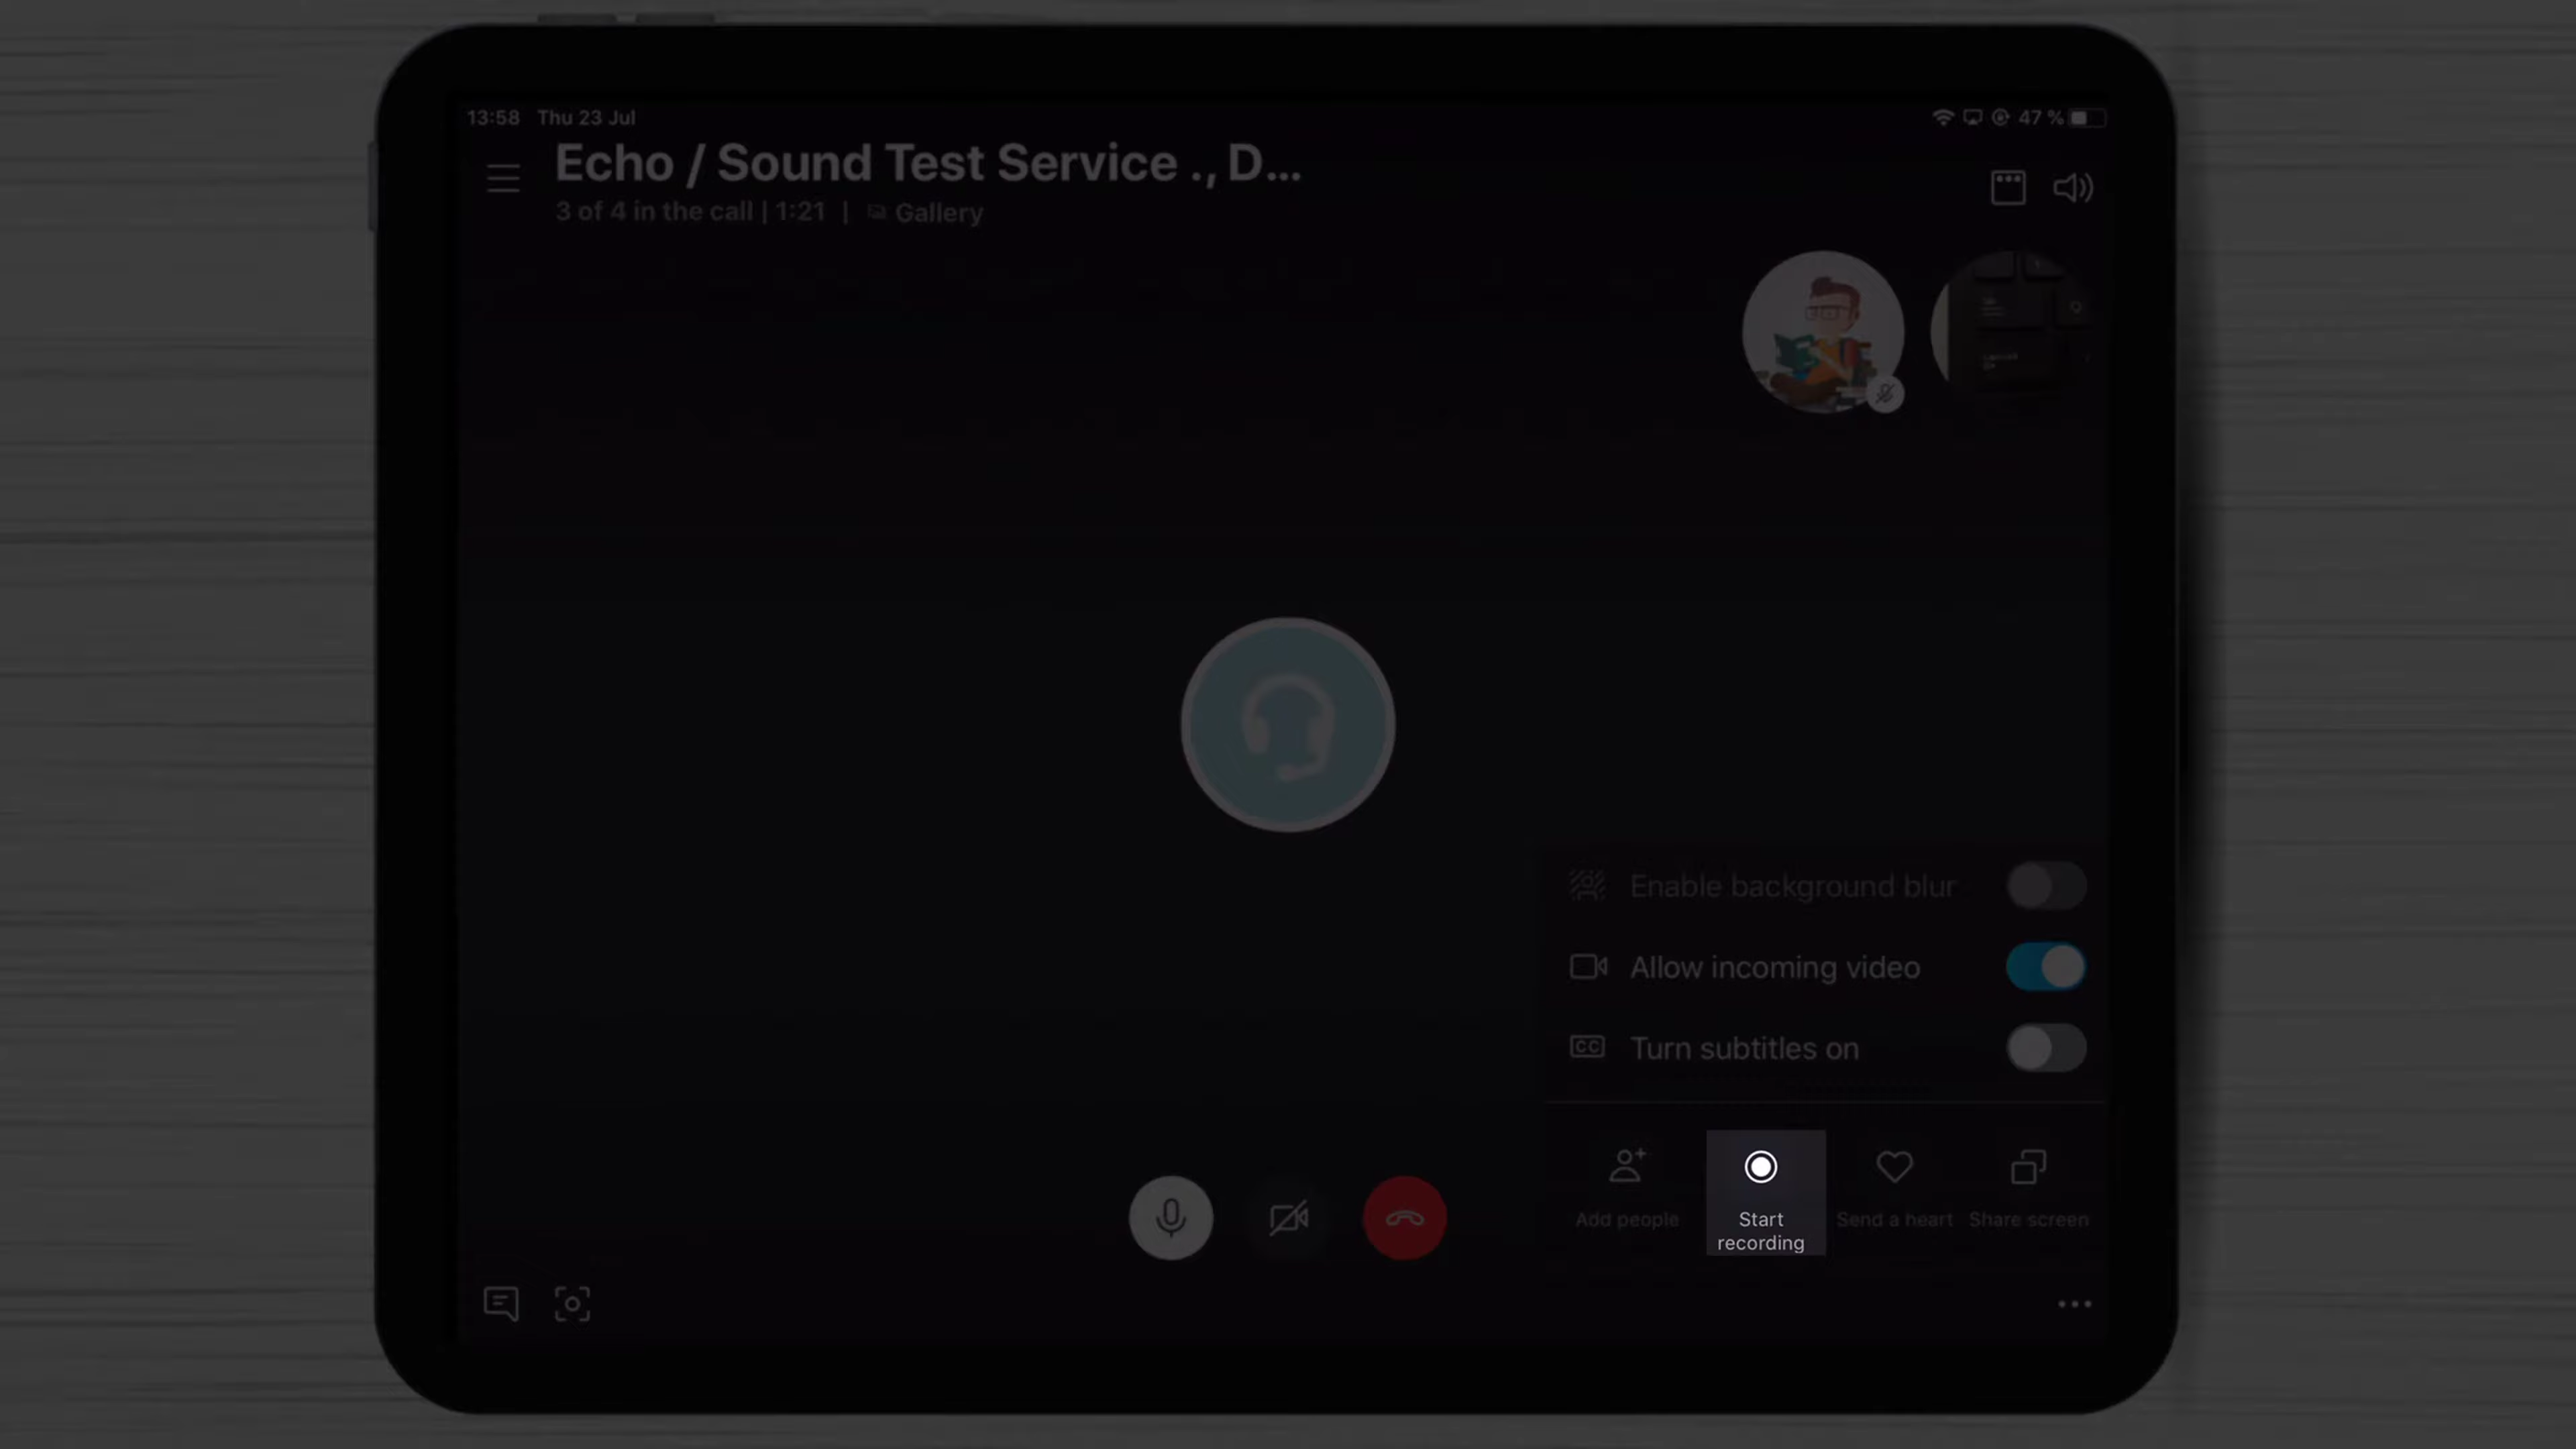 13:58 Thu 23 Jul
47 %
Echo / Sound Test Service ., D...
3 of 4 in the call | 1:21 | Gallery
Enable background blur
Allow incoming video
CC Turn subtitles on
Add people
Start
recording
Send a heart
Share screen